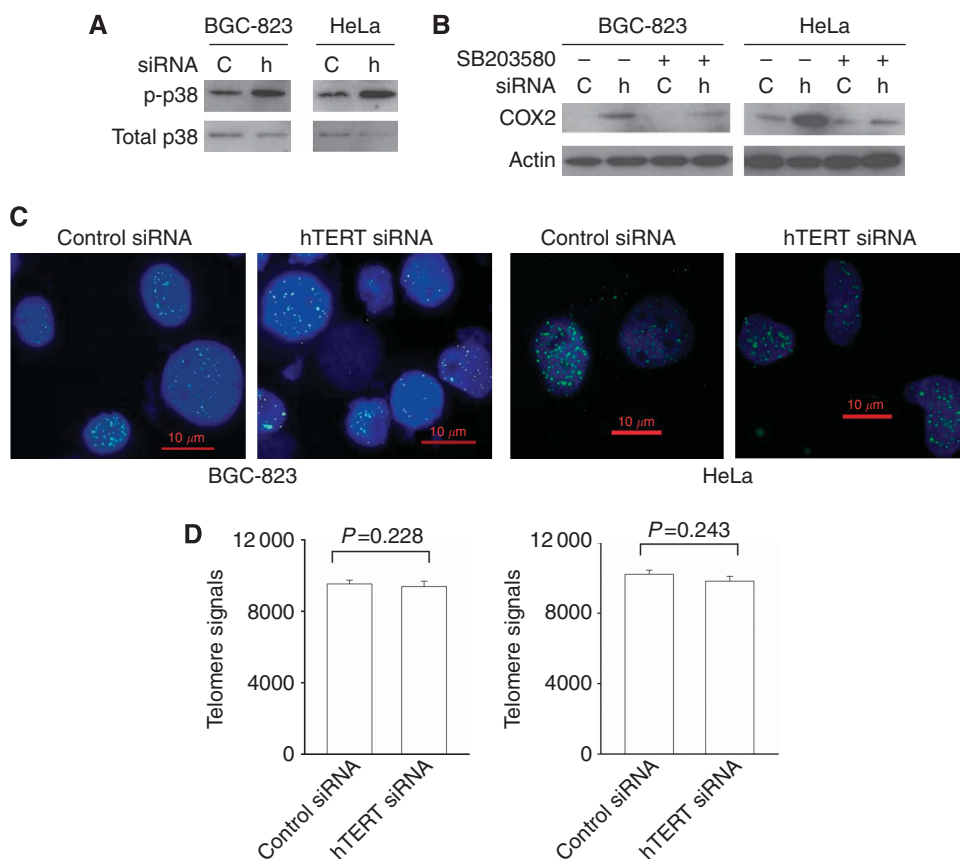 A
BGC-823 HeLa
siRNA C h C h
p-p38
Total p38
B
BGC-823 HeLa
SB203580 – – + + – – + +
siRNA C h C h C h C h
COX2
Actin
C
Control siRNA hTERT siRNA Control siRNA hTERT siRNA
10 μm 10 μm 10 μm 10 μm
BGC-823 HeLa
D
P=0.228
12 000
8000
4000
0
Telomere signals
Control siRNA
hTERT siRNA
P=0.243
12 000
8000
4000
0
Telomere signals
Control siRNA
hTERT siRNA